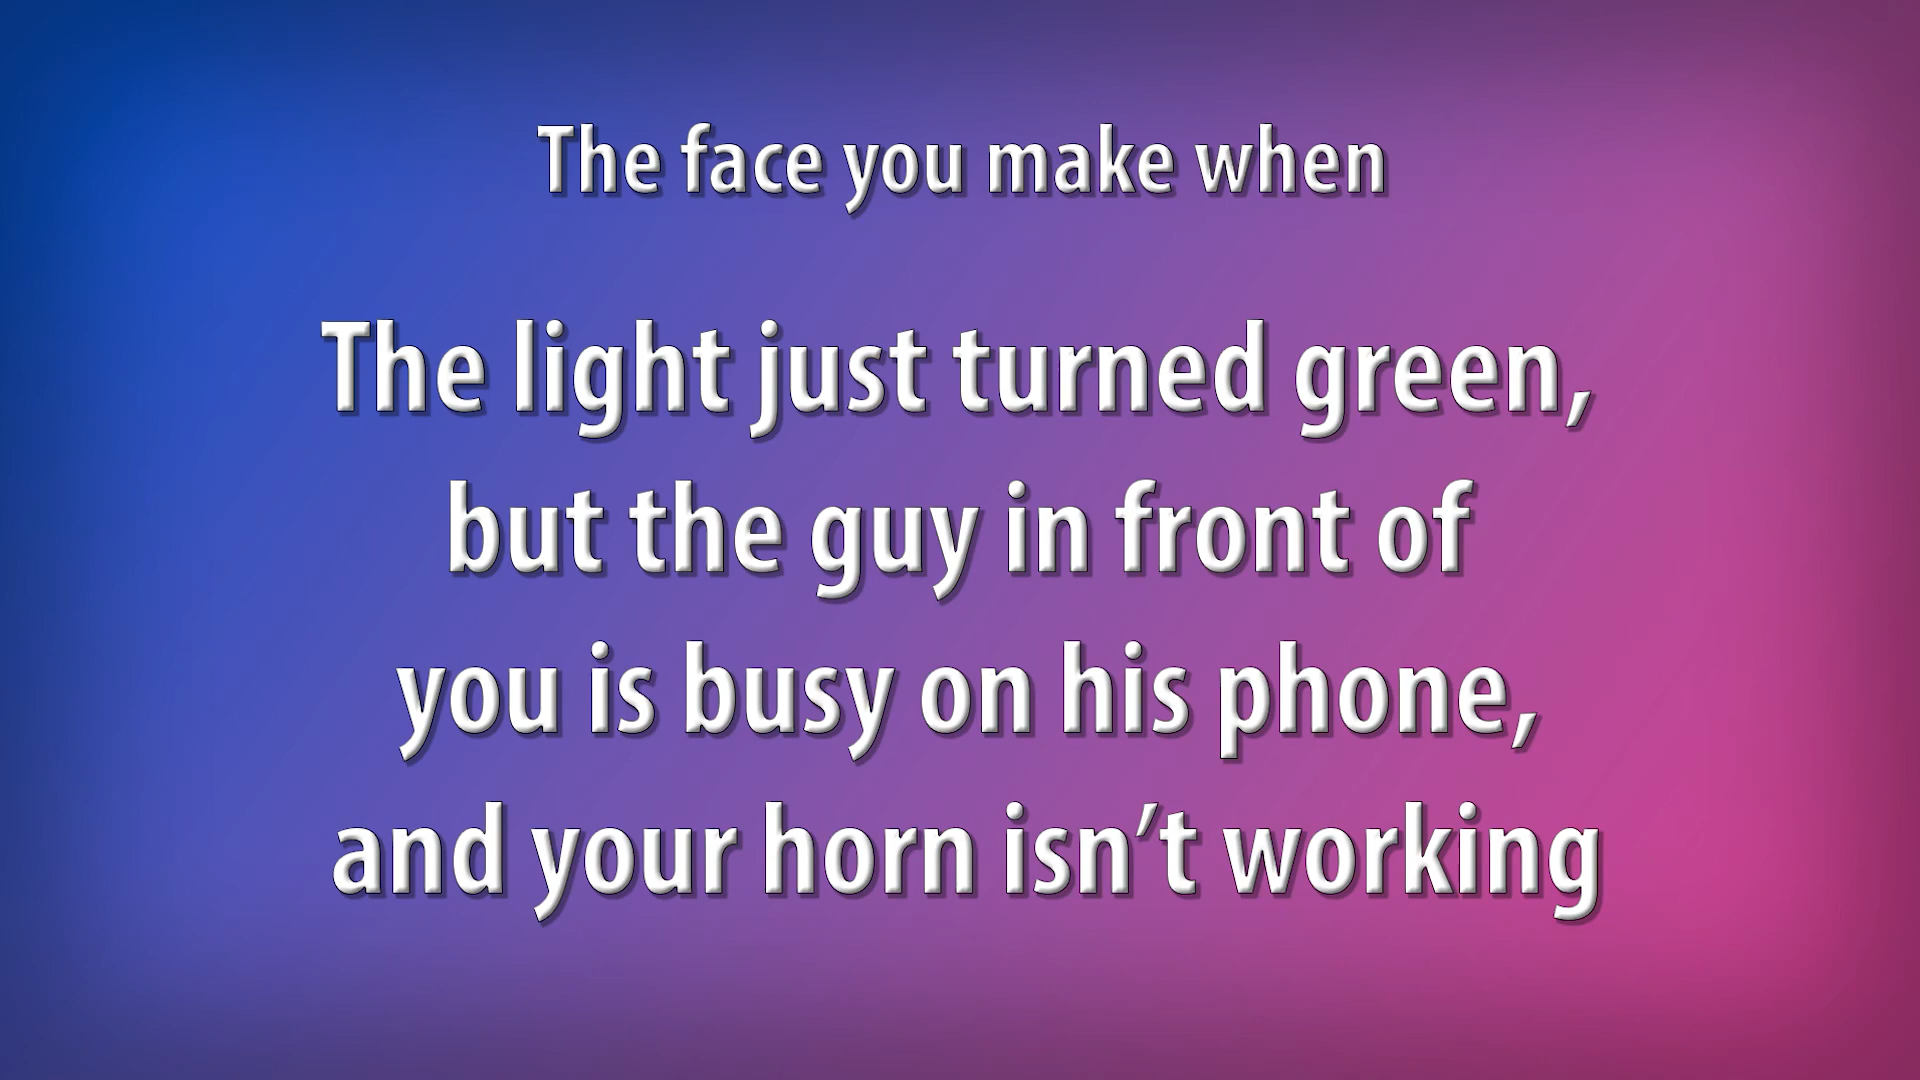 The face you make when
The light just turned green,
but the guy in front of
you is busy on his phone,
and your horn isn’t working